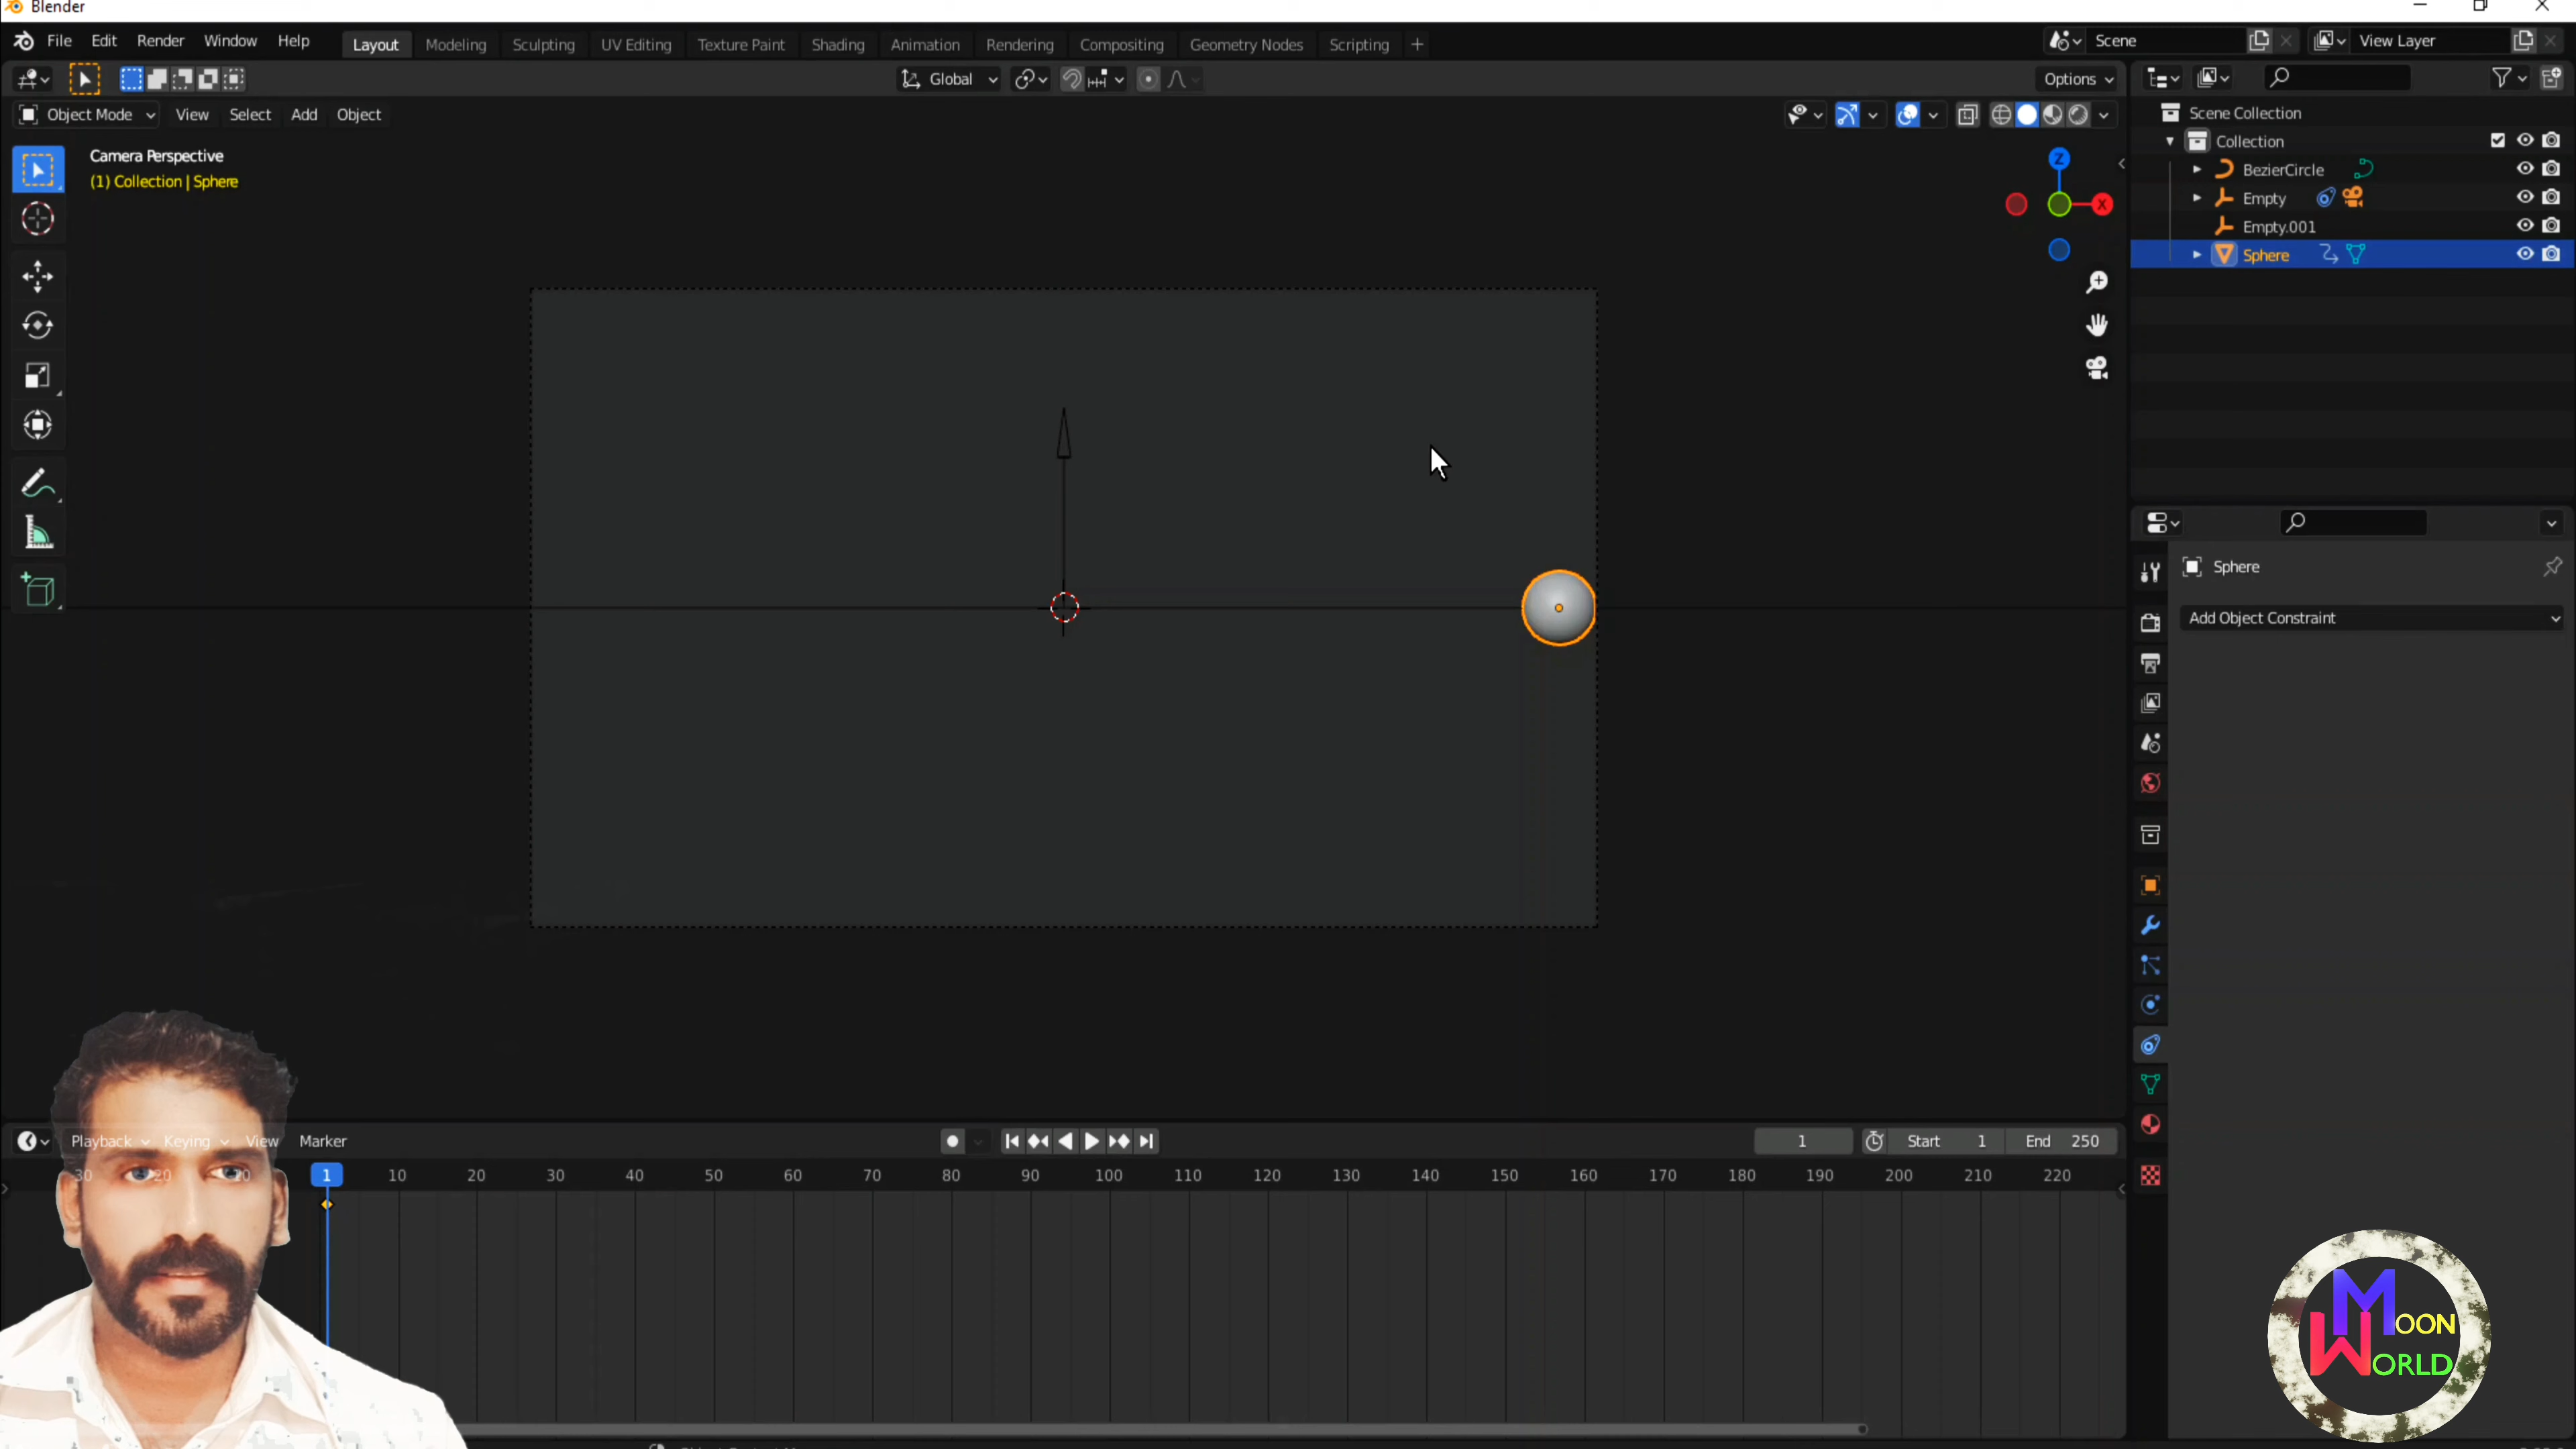 Blender
File Edit Render Window Help Layout Modeling Sculpting UV Editing Texture Paint Shading Animation Rendering Compositing Geometry Nodes Scripting + Scene View Layer
Global Options
Object Mode View Select Add Object
Camera Perspective
(1) Collection | Sphere
Z
X
Scene Collection
Collection
BezierCircle
Empty
Empty.001
Sphere
Sphere
Add Object Constraint
Playback Keying View Marker 1 Start 1 End 250
30 20 10 1 10 20 30 40 50 60 70 80 90 100 110 120 130 140 150 160 170 180 190 200 210 220
MOON
WORLD